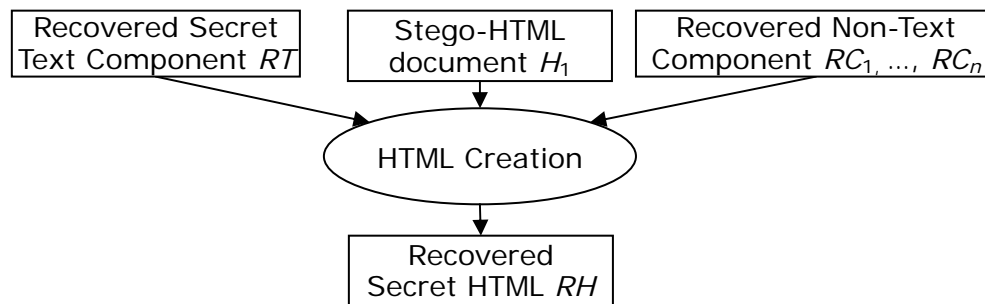 Recovered Secret
Text Component RT
Stego-HTML
document H₁
Recovered Non-Text
Component RC₁, ..., RCₙ
HTML Creation
Recovered
Secret HTML RH